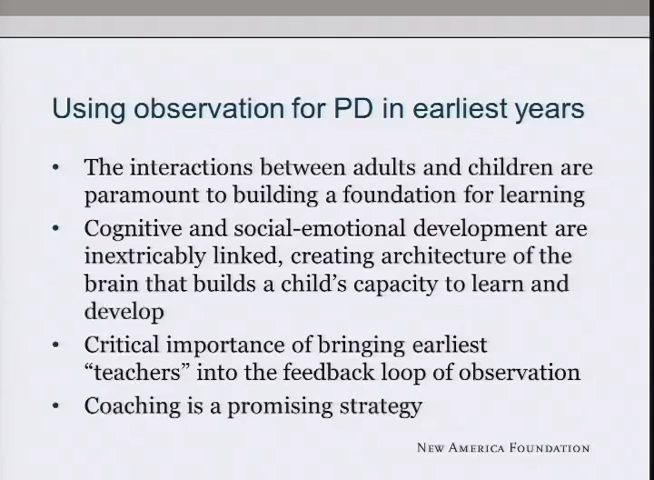 Using observation for PD in earliest years
• The interactions between adults and children are
paramount to building a foundation for learning
• Cognitive and social-emotional development are
inextricably linked, creating architecture of the
brain that builds a child’s capacity to learn and
develop
• Critical importance of bringing earliest
“teachers” into the feedback loop of observation
• Coaching is a promising strategy
NEW AMERICA FOUNDATION